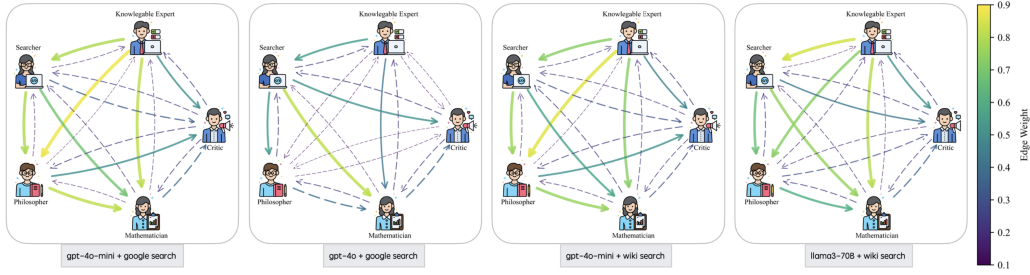 Knowlegable Expert
Searcher
Critic
Philosopher
Mathematician
gpt-4o-mini + google search
Knowlegable Expert
Searcher
Critic
Philosopher
Mathematician
gpt-4o + google search
Knowlegable Expert
Searcher
Critic
Philosopher
Mathematician
gpt-4o-mini + wiki search
Knowlegable Expert
Searcher
Critic
Philosopher
Mathematician
llama3-70B + wiki search
0.9
0.8
0.7
0.6
0.5
0.4
0.3
0.2
0.1
Edge Weight